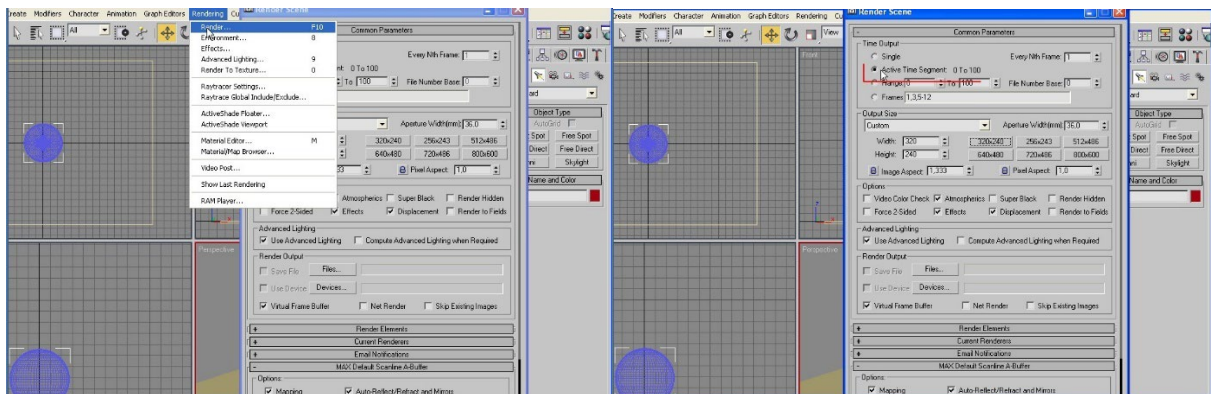 reate Modifiers Character Animation Graph Editors Rendering Cu
Render Scene
All
Render... F10
Environment... 8
Effects...
Advanced Lighting... 9
Render To Texture... 0
Raytracer Settings...
Raytrace Global Include/Exclude...
ActiveShade Floater...
ActiveShade Viewport
Material Editor... M
Material/Map Browser...
Video Post...
Show Last Rendering
RAM Player...
Common Parameters
Every Nth Frame: 1
0 To 100
To 100 File Number Base: 0
Aperture Width(mm): 36,0
320x240 256x243 512x486
640x480 720x486 800x600
Pixel Aspect: 1,0
Atmospherics Super Black Render Hidden
Force 2-Sided Effects Displacement Render to Fields
Advanced Lighting
Use Advanced Lighting Compute Advanced Lighting when Required
Render Output
Save File Files...
Use Device Devices...
Virtual Frame Buffer Net Render Skip Existing Images
Render Elements
Current Renderers
Email Notifications
MAX Default Scanline A-Buffer
Options:
Mapping Auto-Reflect/Refract and Mirrors
Perspective
ard
Object Type
AutoGrid
Spot Free Spot
Direct Free Direct
ni Skylight
Name and Color
reate Modifiers Character Animation Graph Editors Rendering Cu
Render Scene
All View
Front
Common Parameters
Time Output
Single Every Nth Frame: 1
Active Time Segment: 0 To 100
Range: 0 To 100 File Number Base: 0
Frames 1,3,5-12
Output Size
Custom Aperture Width(mm): 36,0
Width: 320 320x240 256x243 512x486
Height: 240 640x480 720x486 800x600
Image Aspect: 1,333 Pixel Aspect: 1,0
Options
Video Color Check Atmospherics Super Black Render Hidden
Force 2-Sided Effects Displacement Render to Fields
Advanced Lighting
Use Advanced Lighting Compute Advanced Lighting when Required
Render Output
Save File Files...
Use Device Devices...
Virtual Frame Buffer Net Render Skip Existing Images
Render Elements
Current Renderers
Email Notifications
MAX Default Scanline A-Buffer
Options:
Mapping Auto-Reflect/Refract and Mirrors
Perspective
ard
Object Type
AutoGrid
Spot Free Spot
Direct Free Direct
ni Skylight
Name and Color